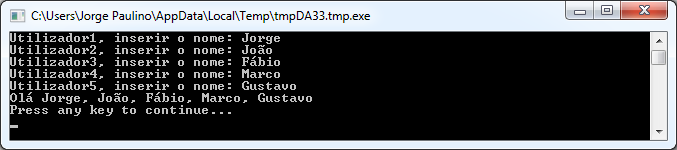 C:\Users\Jorge Paulino\AppData\Local\Temp\tmpDA33.tmp.exe
Utilizador1, inserir o nome: Jorge
Utilizador2, inserir o nome: João
Utilizador3, inserir o nome: Fábio
Utilizador4, inserir o nome: Marco
Utilizador5, inserir o nome: Gustavo
Olá Jorge, João, Fábio, Marco, Gustavo
Press any key to continue...